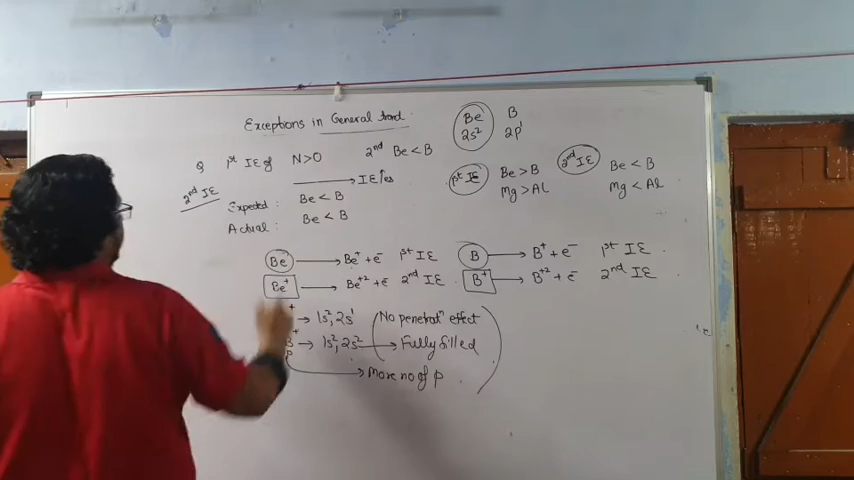 Exceptions in General trend
Be B
2s² 2p¹
Q 1st IE of N>O 2nd Be<B
→ IE ↑es
2nd IE
Expected: Be<B
Actual: Be<B
1st IE Be>B
Mg>Al
2nd IE Be<B
Mg<Al
Be → Be⁺+e⁻ 1st IE
Be⁺ → Be⁺²+e 2nd IE
B → B⁺+e⁻ 1st IE
B⁺ → B⁺²+e⁻ 2nd IE
⁺ → 1s², 2s¹ (No penetratⁿ effect
B⁺ → 1s², 2s² → Fully filled
P → More no of p )